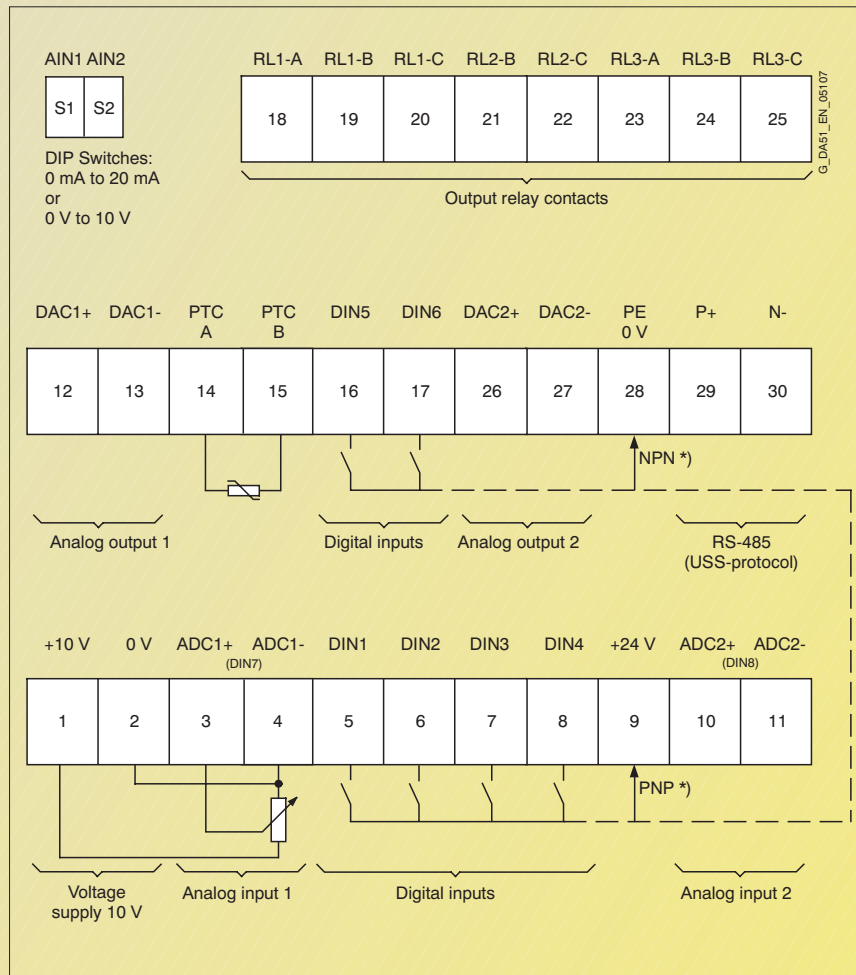 AIN1 AIN2
S1 S2
DIP Switches:
0 mA to 20 mA
or
0 V to 10 V
RL1-A RL1-B RL1-C RL2-B RL2-C RL3-A RL3-B RL3-C
18 19 20 21 22 23 24 25
Output relay contacts
G_DA51_EN_05107
DAC1+ DAC1- PTC A PTC B DIN5 DIN6 DAC2+ DAC2- PE 0 V P+ N-
12 13 14 15 16 17 26 27 28 29 30
NPN *)
Analog output 1
Digital inputs
Analog output 2
RS-485
(USS-protocol)
+10 V 0 V ADC1+ ADC1- DIN1 DIN2 DIN3 DIN4 +24 V ADC2+ ADC2-
(DIN7) (DIN8)
1 2 3 4 5 6 7 8 9 10 11
PNP *)
Voltage
supply 10 V
Analog input 1
Digital inputs
Analog input 2